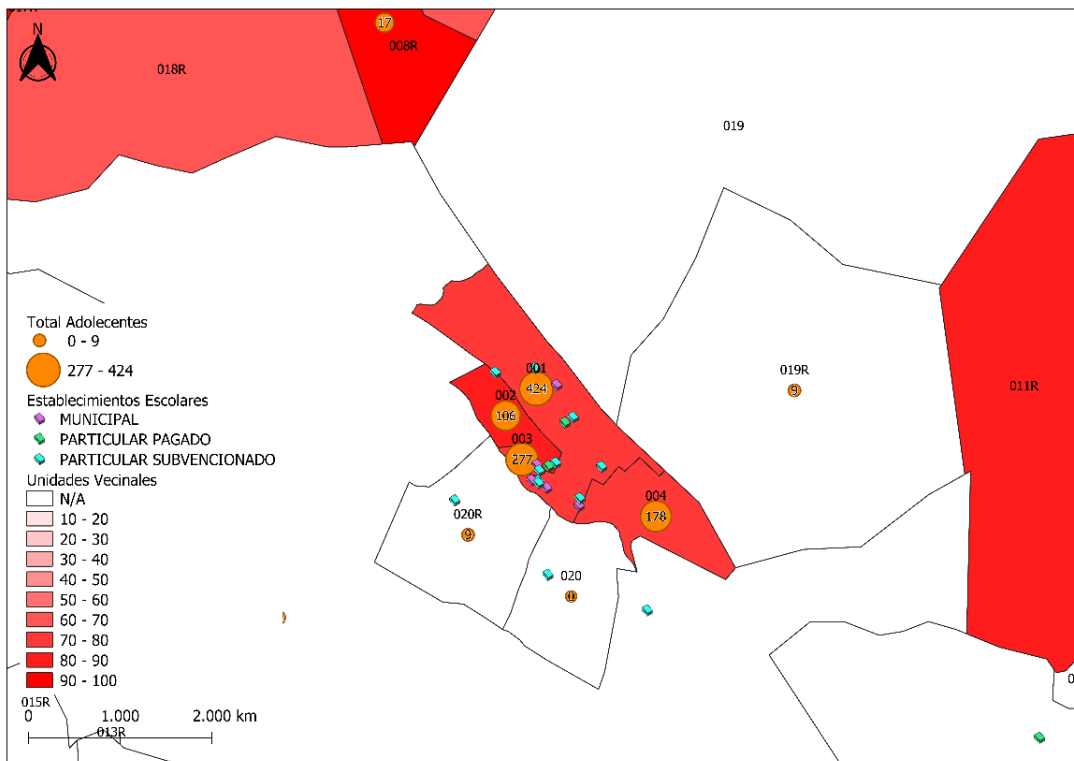 N
17
008R
018R
019
001
424
002
106
003
277
004
178
019R
9
011R
020R
9
020
0
Total Adolecentes
0 - 9
277 - 424
Establecimientos Escolares
MUNICIPAL
PARTICULAR PAGADO
PARTICULAR SUBVENCIONADO
Unidades Vecinales
N/A
10 - 20
20 - 30
30 - 40
40 - 50
50 - 60
60 - 70
70 - 80
80 - 90
90 - 100
015R
0 1.000 2.000 km
013R